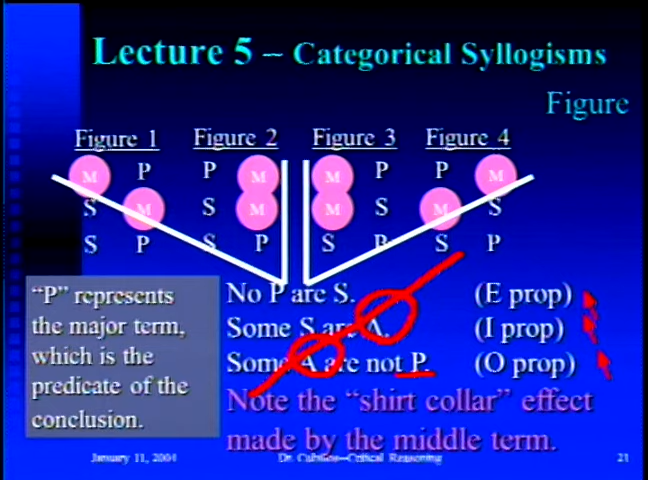 Lecture 5 – Categorical Syllogisms
Figure
Figure 1 Figure 2 Figure 3 Figure 4
M P P M M P P M
S M S M M S M S
S P S P S P S P
"P" represents
the major term,
which is the
predicate of the
conclusion.
No P are S. (E prop)
Some S are A. (I prop)
Some A are not P. (O prop)
Note the "shirt collar" effect
made by the middle term.
January 11, 2004 Dr. —Critical Reasoning 21